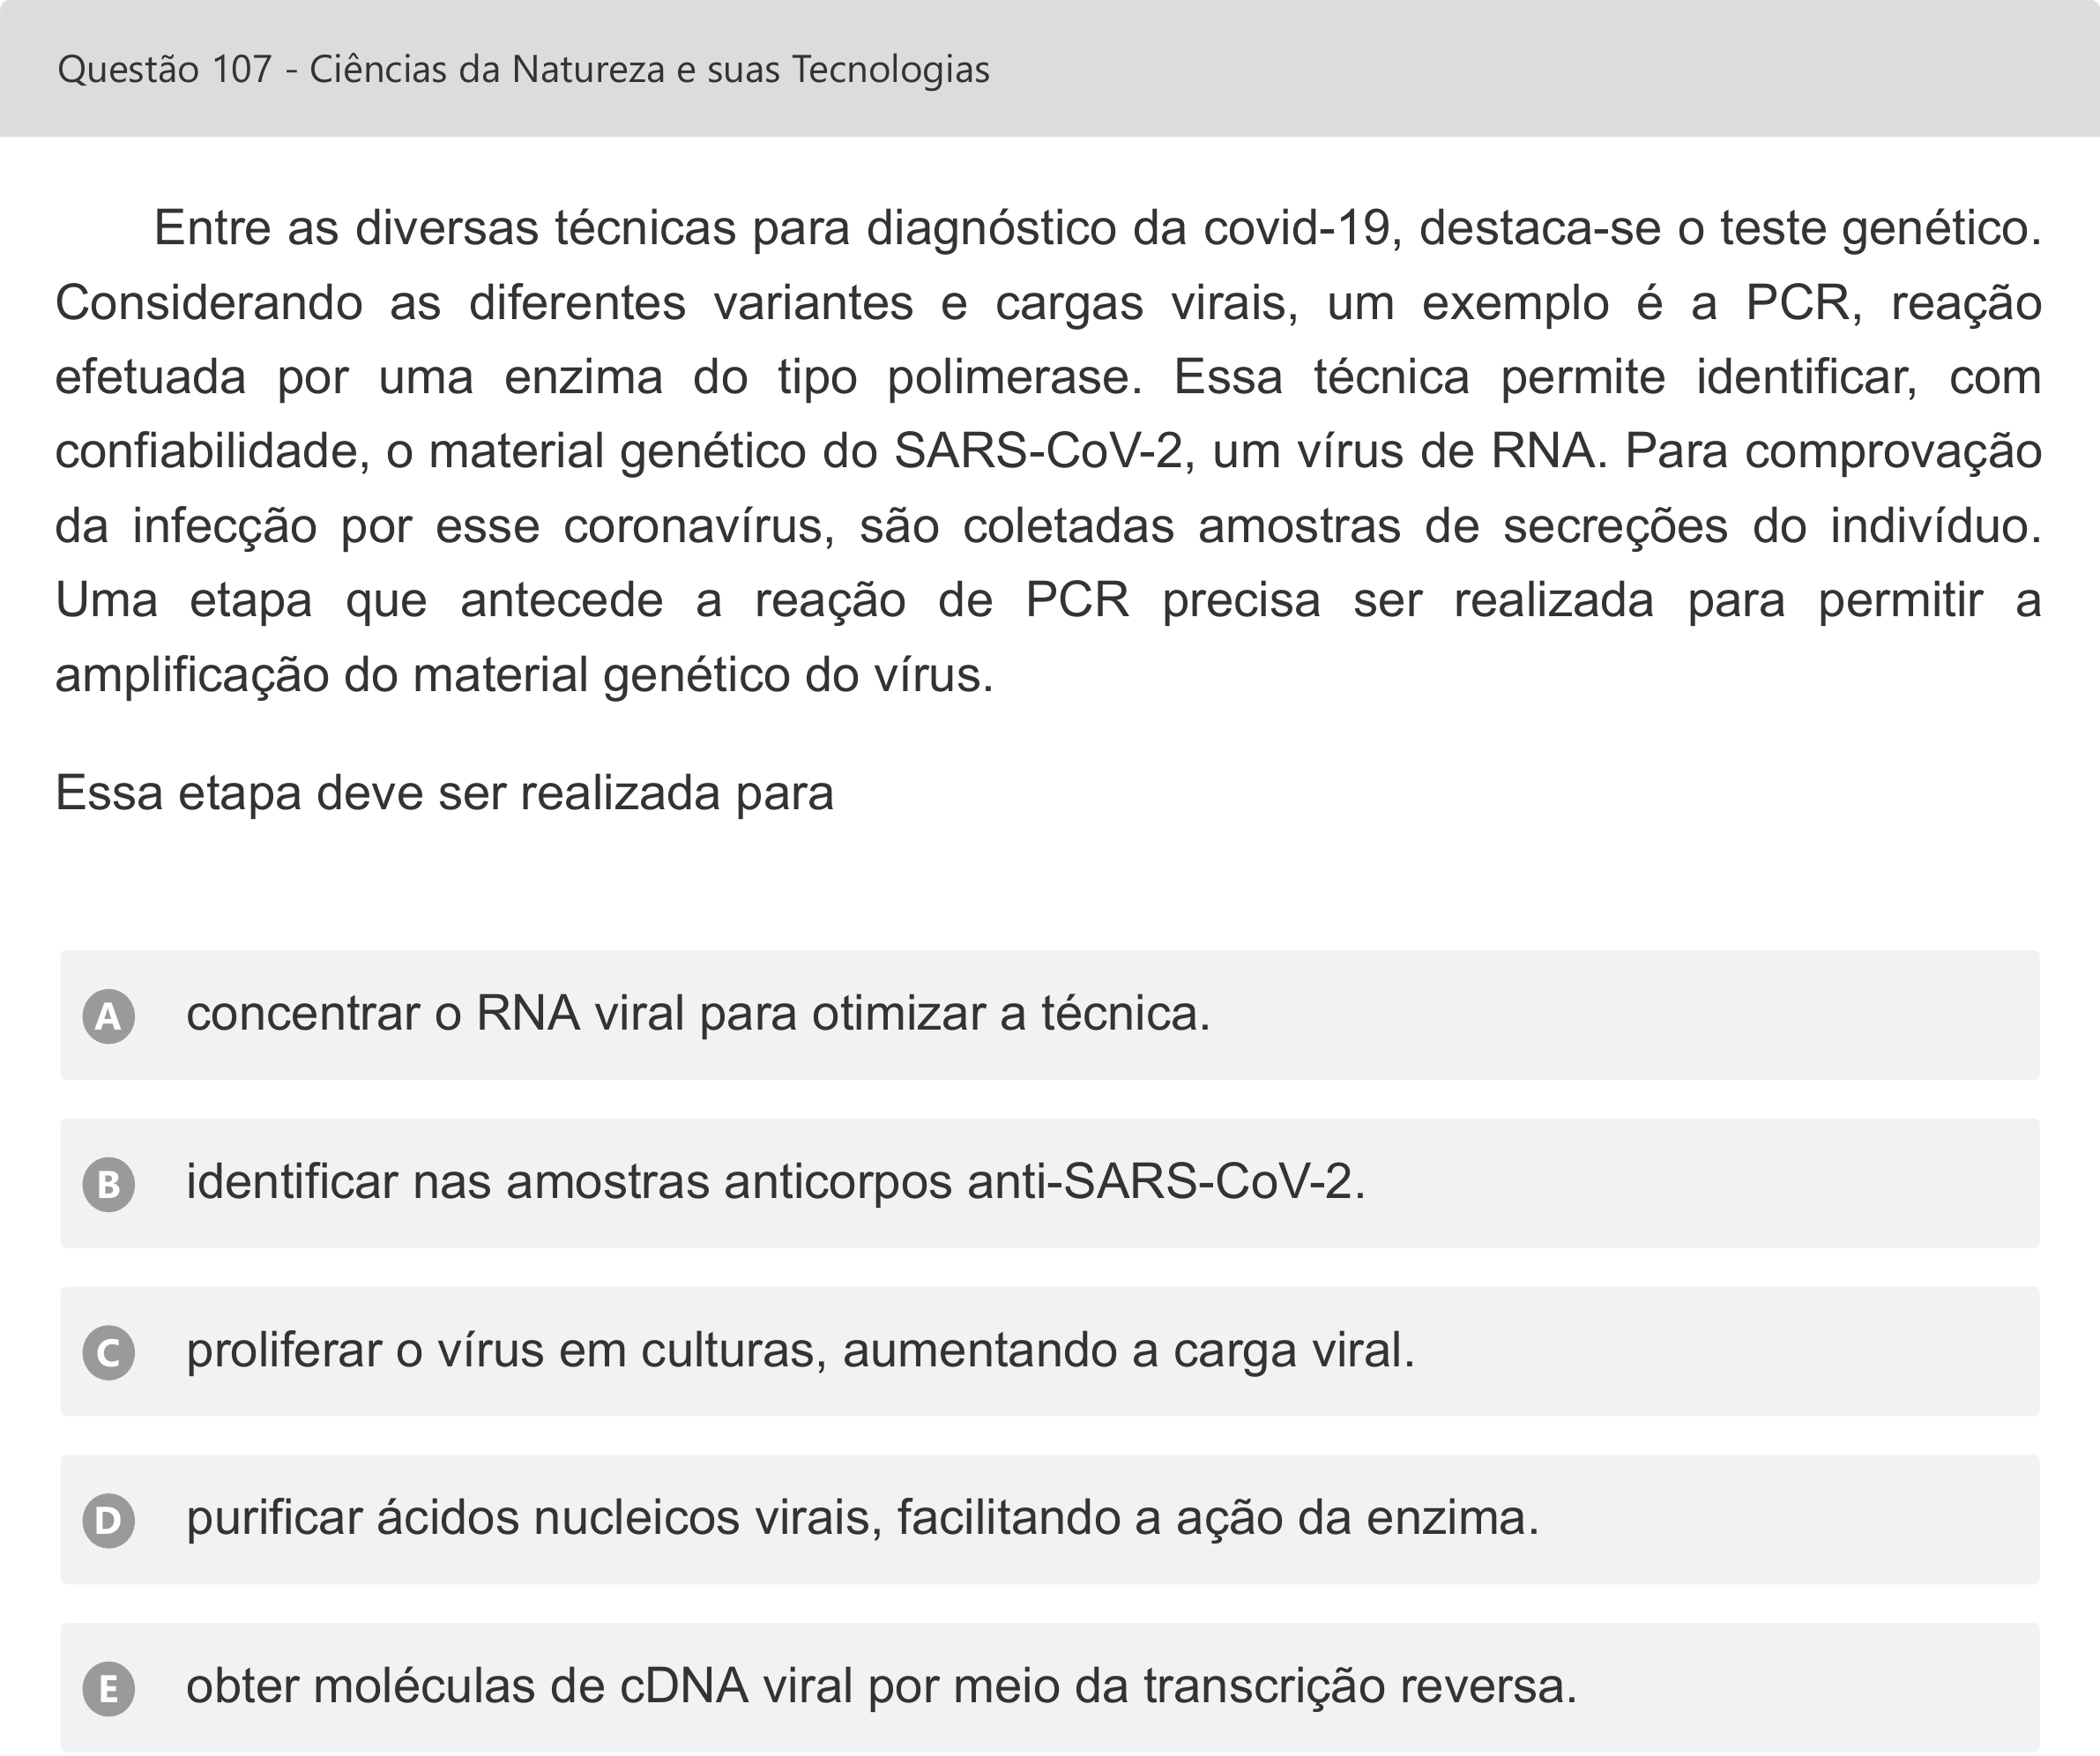 Questão 107 - Ciências da Natureza e suas Tecnologias
Entre as diversas técnicas para diagnóstico da covid-19, destaca-se o teste genético.
Considerando as diferentes variantes e cargas virais, um exemplo é a PCR, reação
efetuada por uma enzima do tipo polimerase. Essa técnica permite identificar, com
confiabilidade, o material genético do SARS-CoV-2, um vírus de RNA. Para comprovação
da infecção por esse coronavírus, são coletadas amostras de secreções do indivíduo.
Uma etapa que antecede a reação de PCR precisa ser realizada para permitir a
amplificação do material genético do vírus.
Essa etapa deve ser realizada para
A concentrar o RNA viral para otimizar a técnica.
B identificar nas amostras anticorpos anti-SARS-CoV-2.
C proliferar o vírus em culturas, aumentando a carga viral.
D purificar ácidos nucleicos virais, facilitando a ação da enzima.
E obter moléculas de cDNA viral por meio da transcrição reversa.